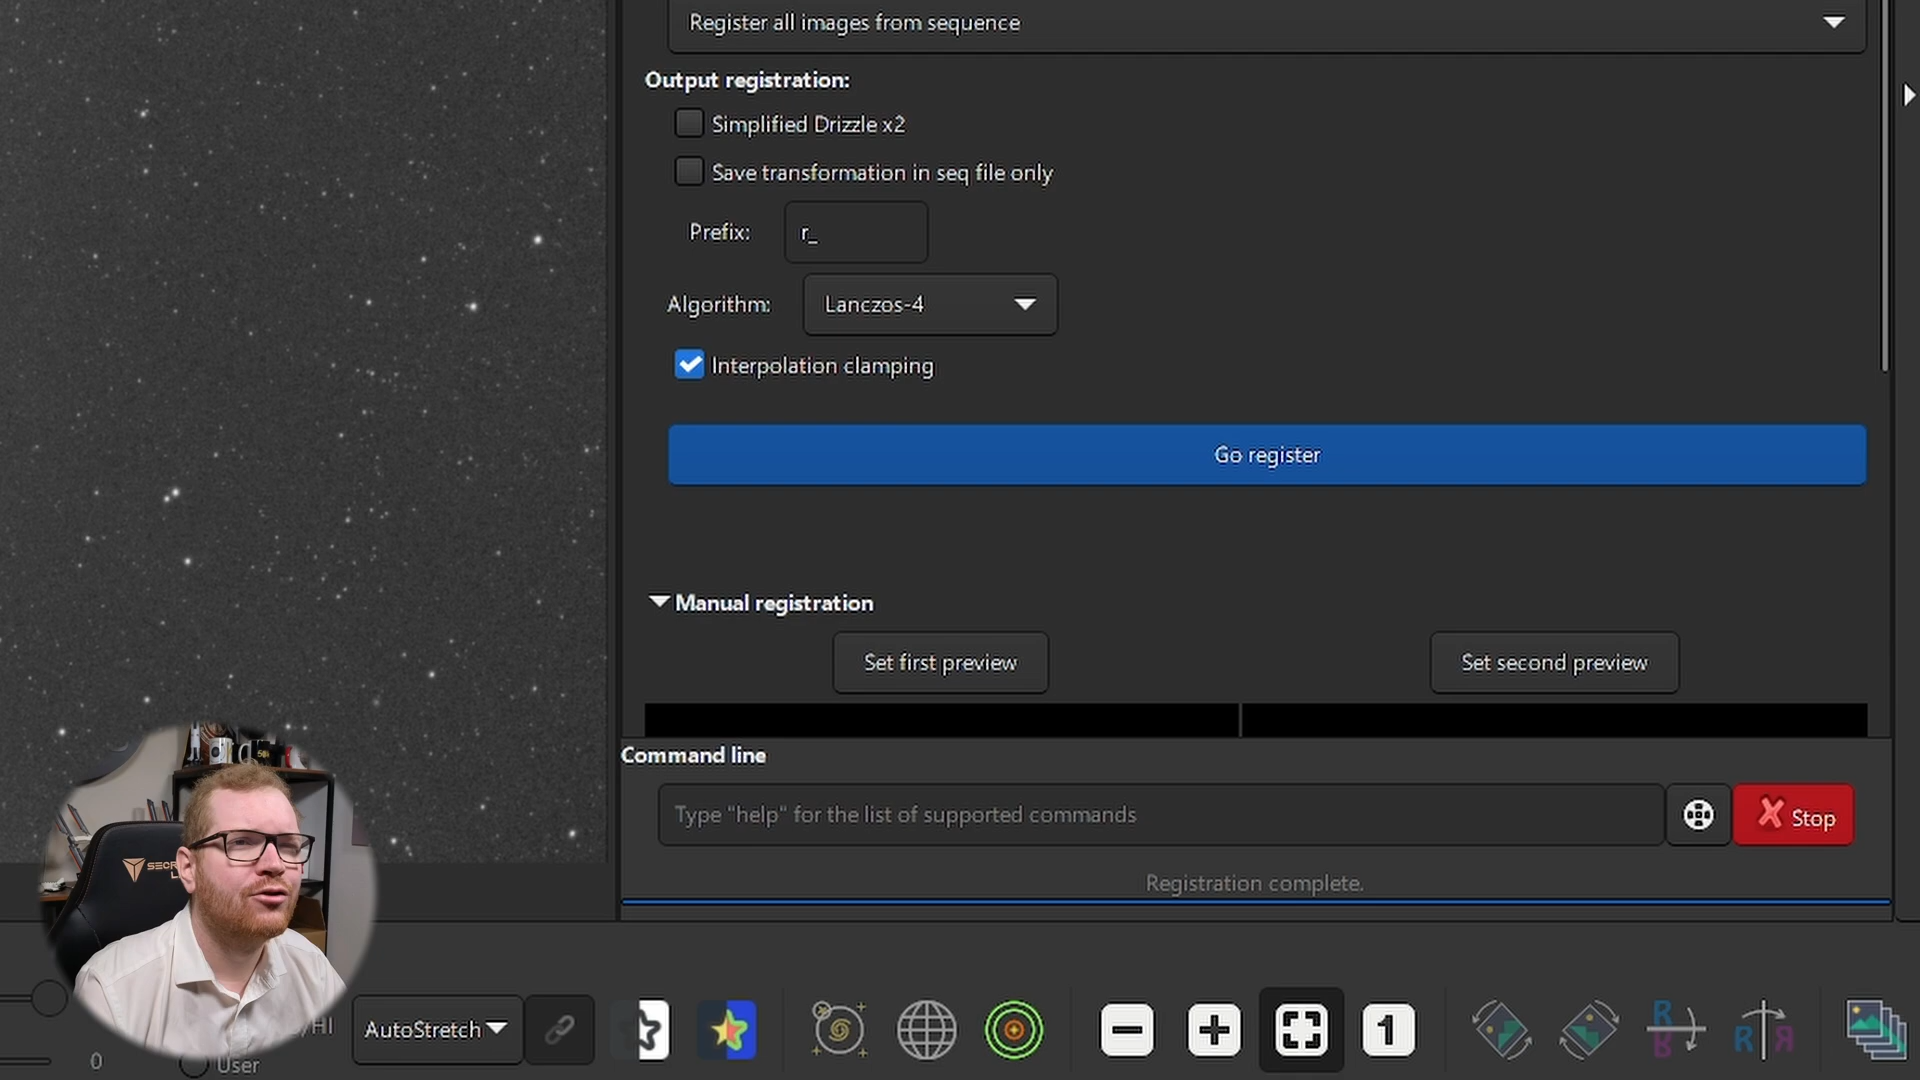 Register all images from sequence
Output registration:
Simplified Drizzle x2
Save transformation in seq file only
Prefix:
r_
Algorithm:
Lanczos-4
Interpolation clamping
Go register
Manual registration
Set first preview
Set second preview
Command line
Type "help" for the list of supported commands
Stop
Registration complete.
/HI
AutoStretch
1
0
User